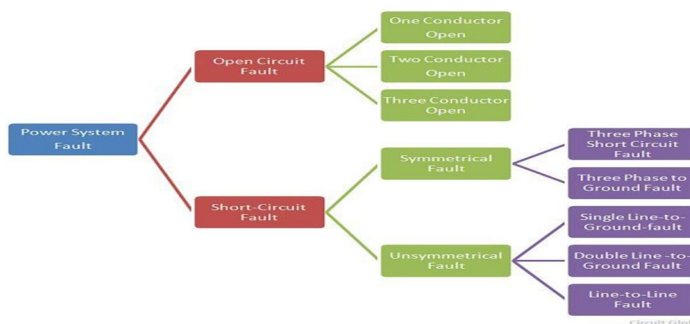 Power System
Fault
Open Circuit
Fault
One Conductor
Open
Two Conductor
Open
Three Conductor
Open
Short-Circuit
Fault
Symmetrical
Fault
Three Phase
Short Circuit
Fault
Three Phase to
Ground Fault
Unsymmetrical
Fault
Single Line-to-
Ground-fault
Double Line -to-
Ground Fault
Line-to-Line
Fault
Circuit